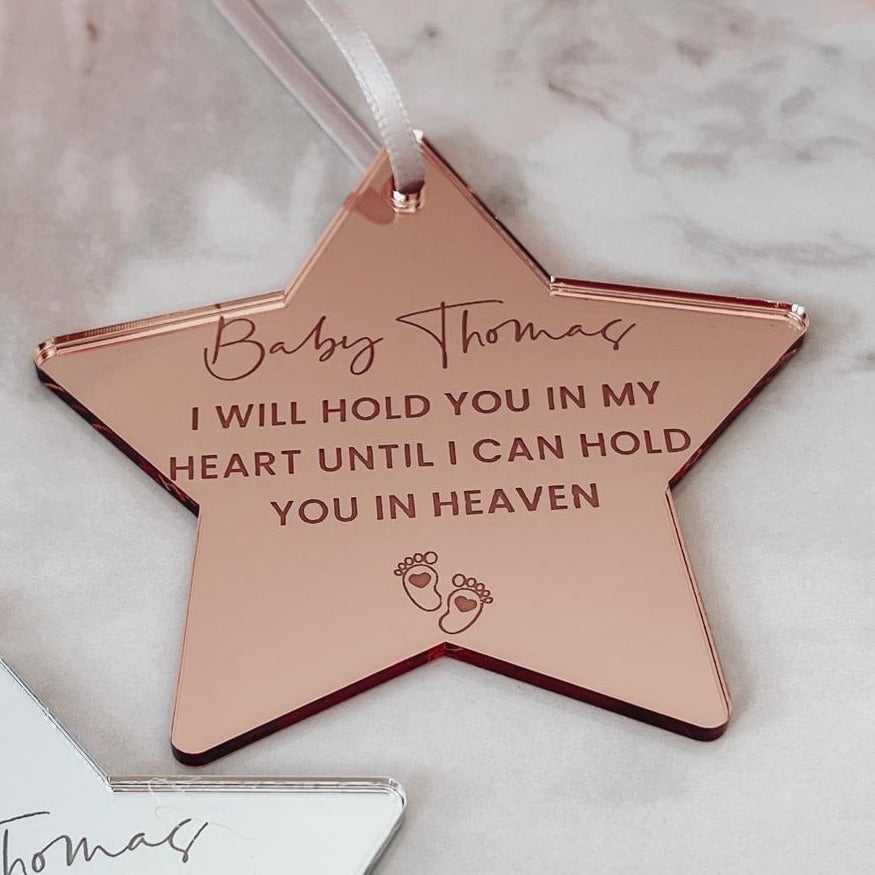 Baby Thomas
I WILL HOLD YOU IN MY
HEART UNTIL I CAN HOLD
YOU IN HEAVEN
Thomas